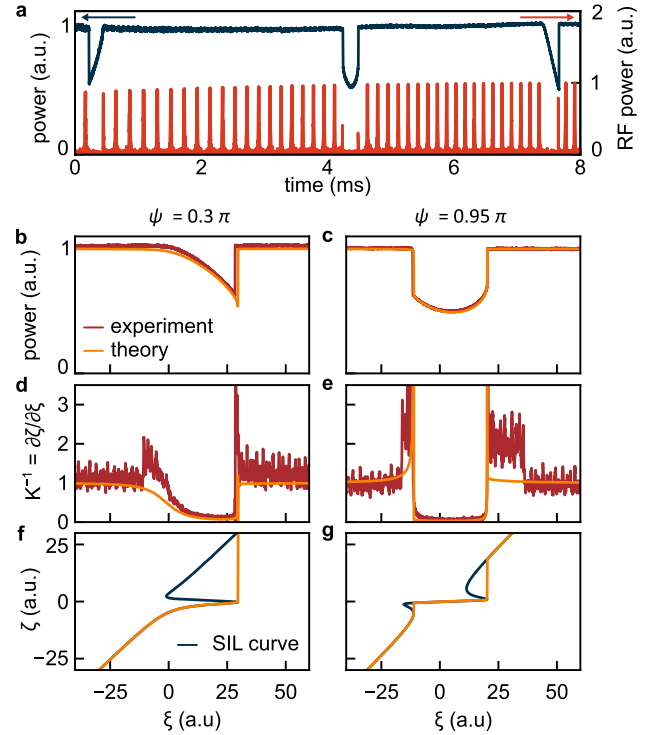 a
1
0
power (a.u.)
2
1
0
RF power (a.u.)
0
2
4
6
8
time (ms)
ψ = 0.3 π
ψ = 0.95 π
b
1
0
power (a.u.)
experiment
theory
c
d
3
2
1
0
K⁻¹ = ∂ζ/∂ξ
e
f
25
0
−25
ζ (a.u.)
g
SIL curve
−25
0
25
50
ξ (a.u)
−25
0
25
50
ξ (a.u)